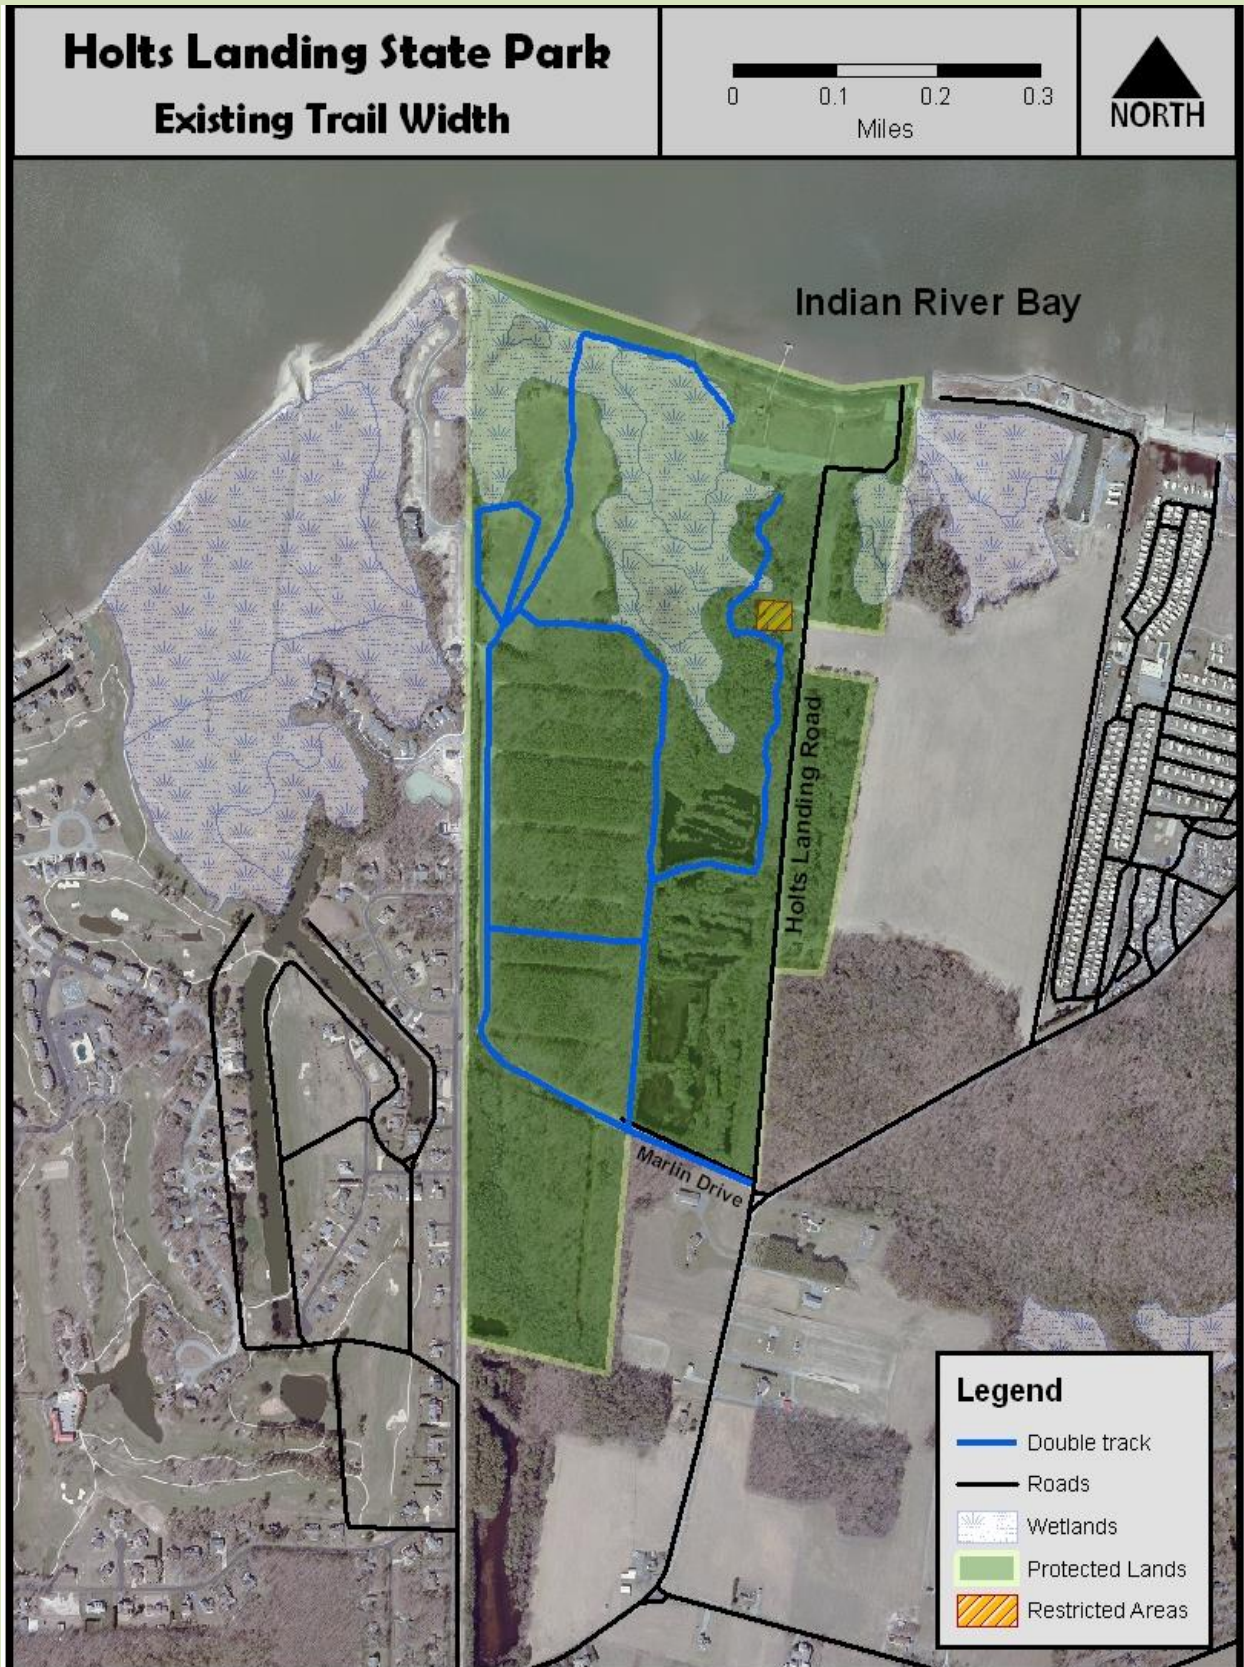 Holts Landing State Park
Existing Trail Width
0 0.1 0.2 0.3
Miles
NORTH
Indian River Bay
Holts Landing Road
Marlin Drive
Legend
Double track
Roads
Wetlands
Protected Lands
Restricted Areas